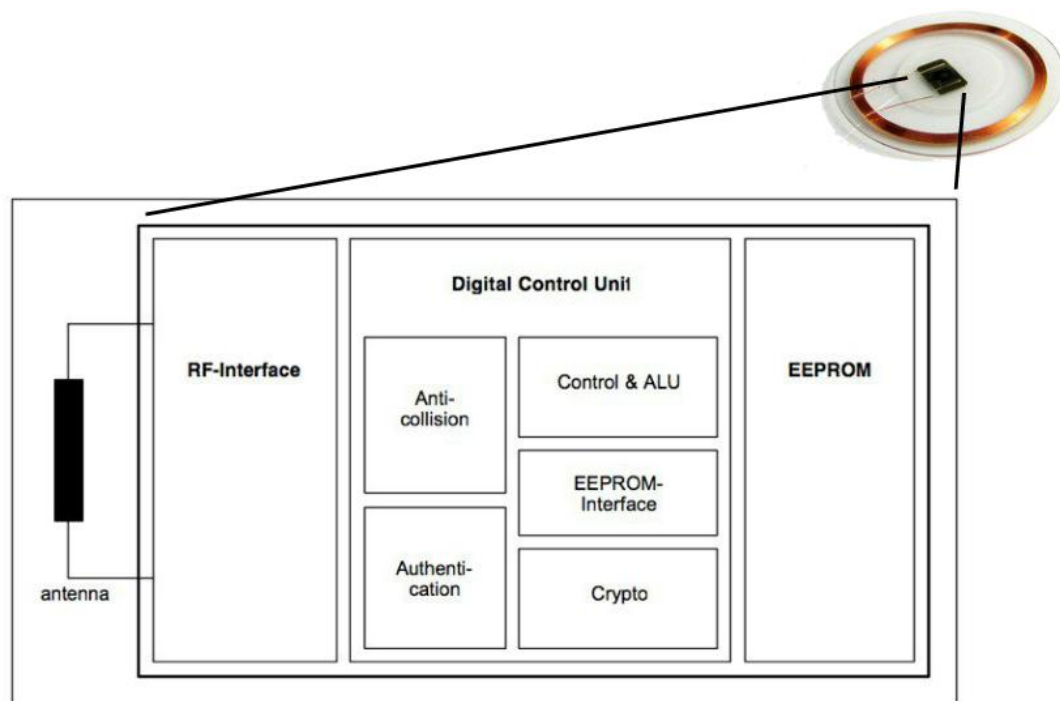 Digital Control Unit
RF-Interface
EEPROM
Anti-
collision
Control & ALU
EEPROM-
Interface
Authenti-
cation
Crypto
antenna